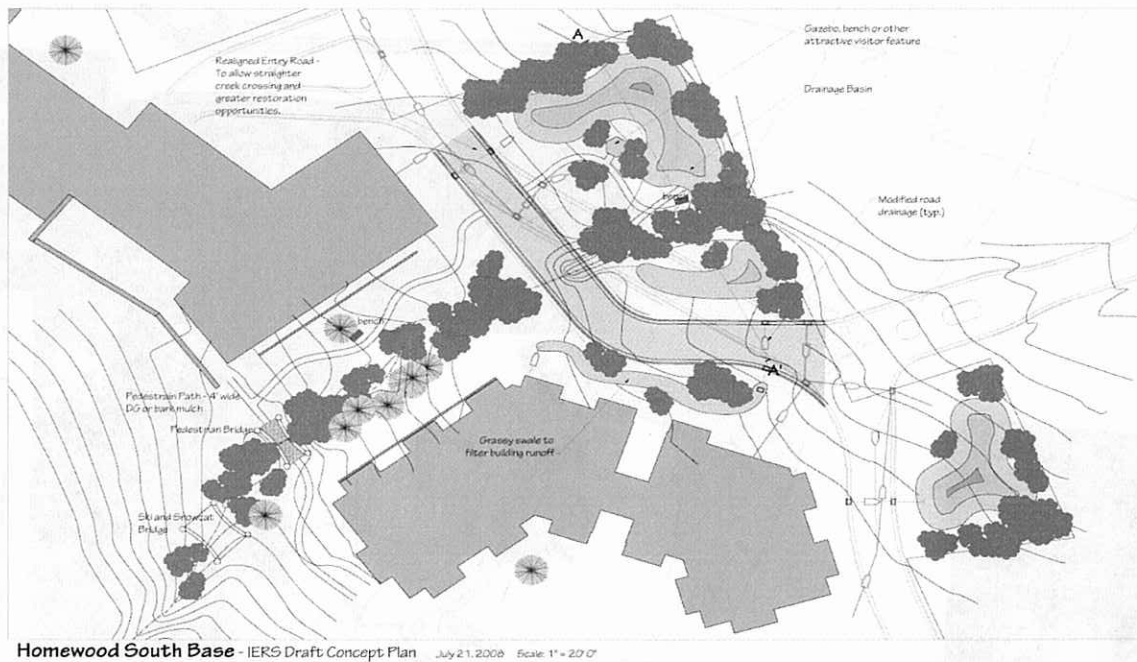 A
Gazebo, bench or other
attractive visitor feature
Realigned Entry Road -
To allow straighter
creek crossing and
greater restoration
opportunities.
Drainage Basin
bench
Modified road
drainage (typ.)
bench
A'
Pedestrain Path - 4' wide
DG or bark mulch
Pedestrian Bridge
Grassy swale to
filter building runoff -
Ski and Snowcat
Bridge
Homewood South Base - IERS Draft Concept Plan July 21, 2008 Scale: 1" = 20' 0"